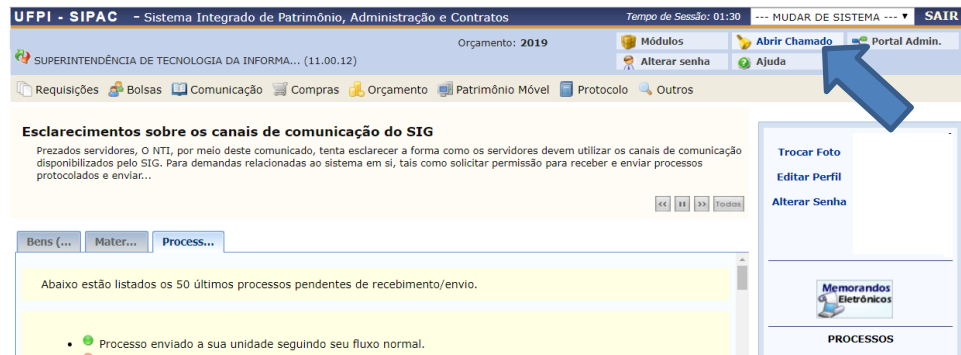 UFPI - SIPAC - Sistema Integrado de Patrimônio, Administração e Contratos
Tempo de Sessão: 01:30
--- MUDAR DE SISTEMA ---
SAIR
Orçamento: 2019
SUPERINTENDÊNCIA DE TECNOLOGIA DA INFORMA... (11.00.12)
Módulos
Abrir Chamado
Portal Admin.
Alterar senha
Ajuda
Requisições Bolsas Comunicação Compras Orçamento Patrimônio Móvel Protocolo Outros
Esclarecimentos sobre os canais de comunicação do SIG
Prezados servidores, O NTI, por meio deste comunicado, tenta esclarecer a forma como os servidores devem utilizar os canais de comunicação
disponibilizados pelo SIG. Para demandas relacionadas ao sistema em si, tais como solicitar permissão para receber e enviar processos
protocolados e enviar...
Todas
Trocar Foto
Editar Perfil
Alterar Senha
Bens (... Mater... Process...
Abaixo estão listados os 50 últimos processos pendentes de recebimento/envio.
Processo enviado a sua unidade seguindo seu fluxo normal.
Memorandos
Eletrônicos
PROCESSOS